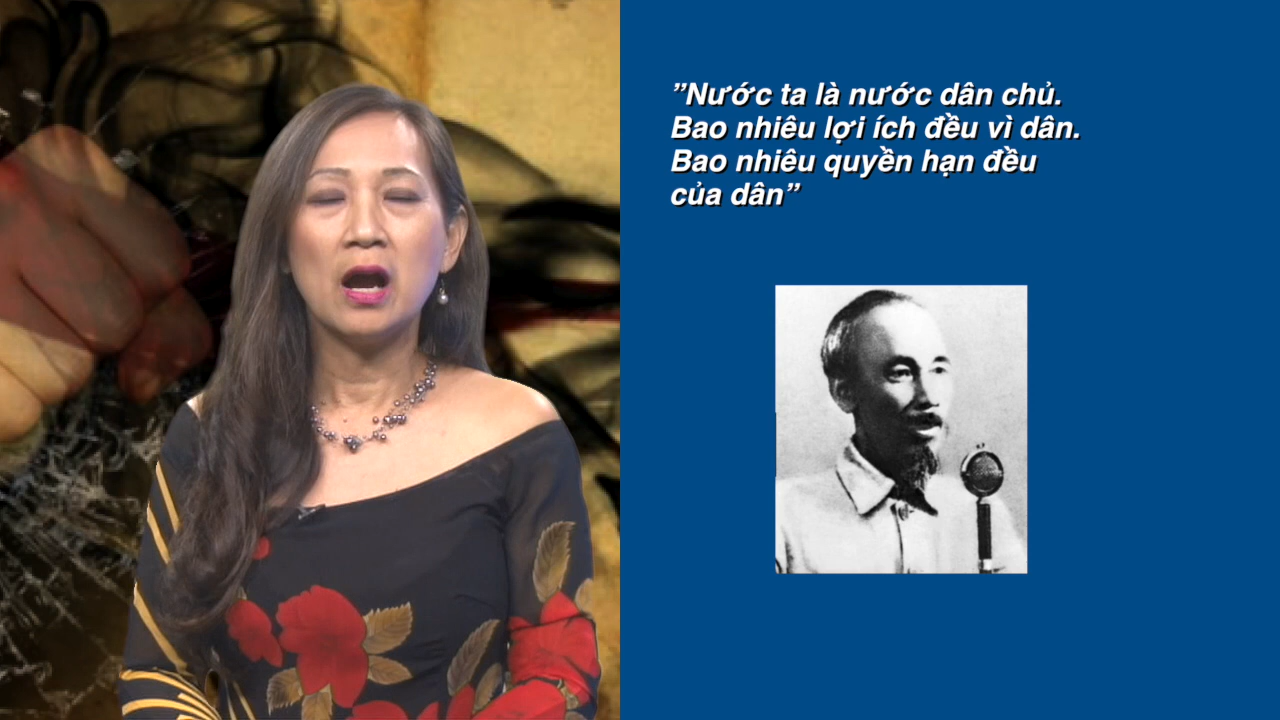 ”Nước ta là nước dân chủ.
Bao nhiêu lợi ích đều vì dân.
Bao nhiêu quyền hạn đều
của dân”